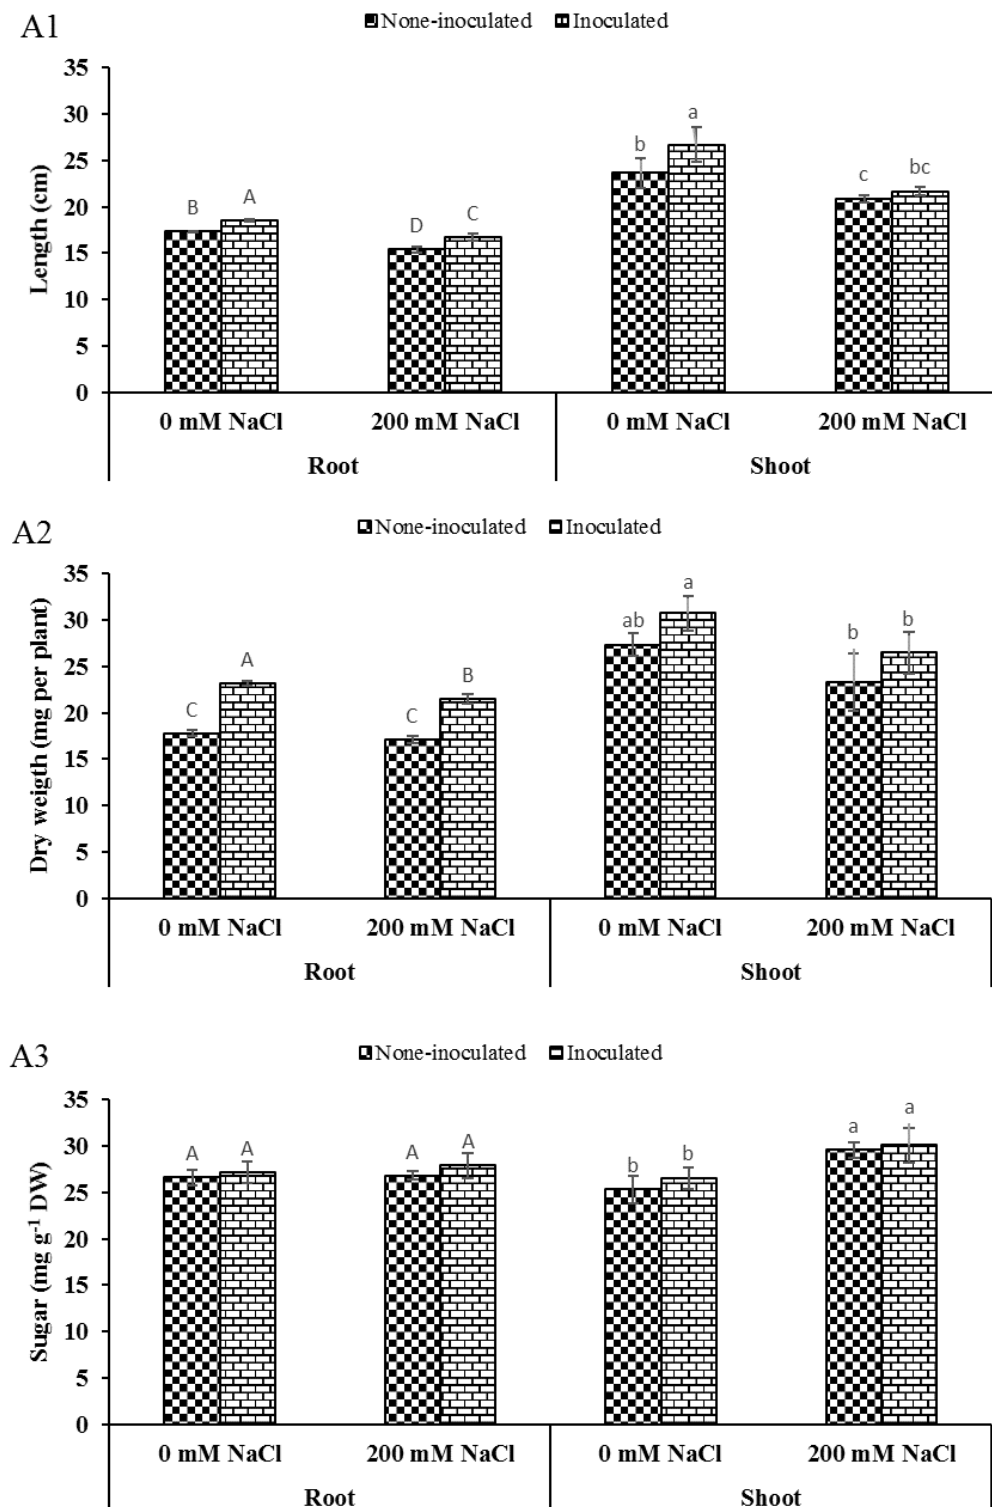 A1
None-inoculated Inoculated
35
30
25
20
15
10
5
0
Length (cm)
B A D C b a c bc
0 mM NaCl 200 mM NaCl 0 mM NaCl 200 mM NaCl
Root Shoot
A2
None-inoculated Inoculated
35
30
25
20
15
10
5
0
Dry weigth (mg per plant)
C A C B ab a b b
0 mM NaCl 200 mM NaCl 0 mM NaCl 200 mM NaCl
Root Shoot
A3
None-inoculated Inoculated
35
30
25
20
15
10
5
0
Sugar (mg g⁻¹ DW)
A A A A b b a a
0 mM NaCl 200 mM NaCl 0 mM NaCl 200 mM NaCl
Root Shoot